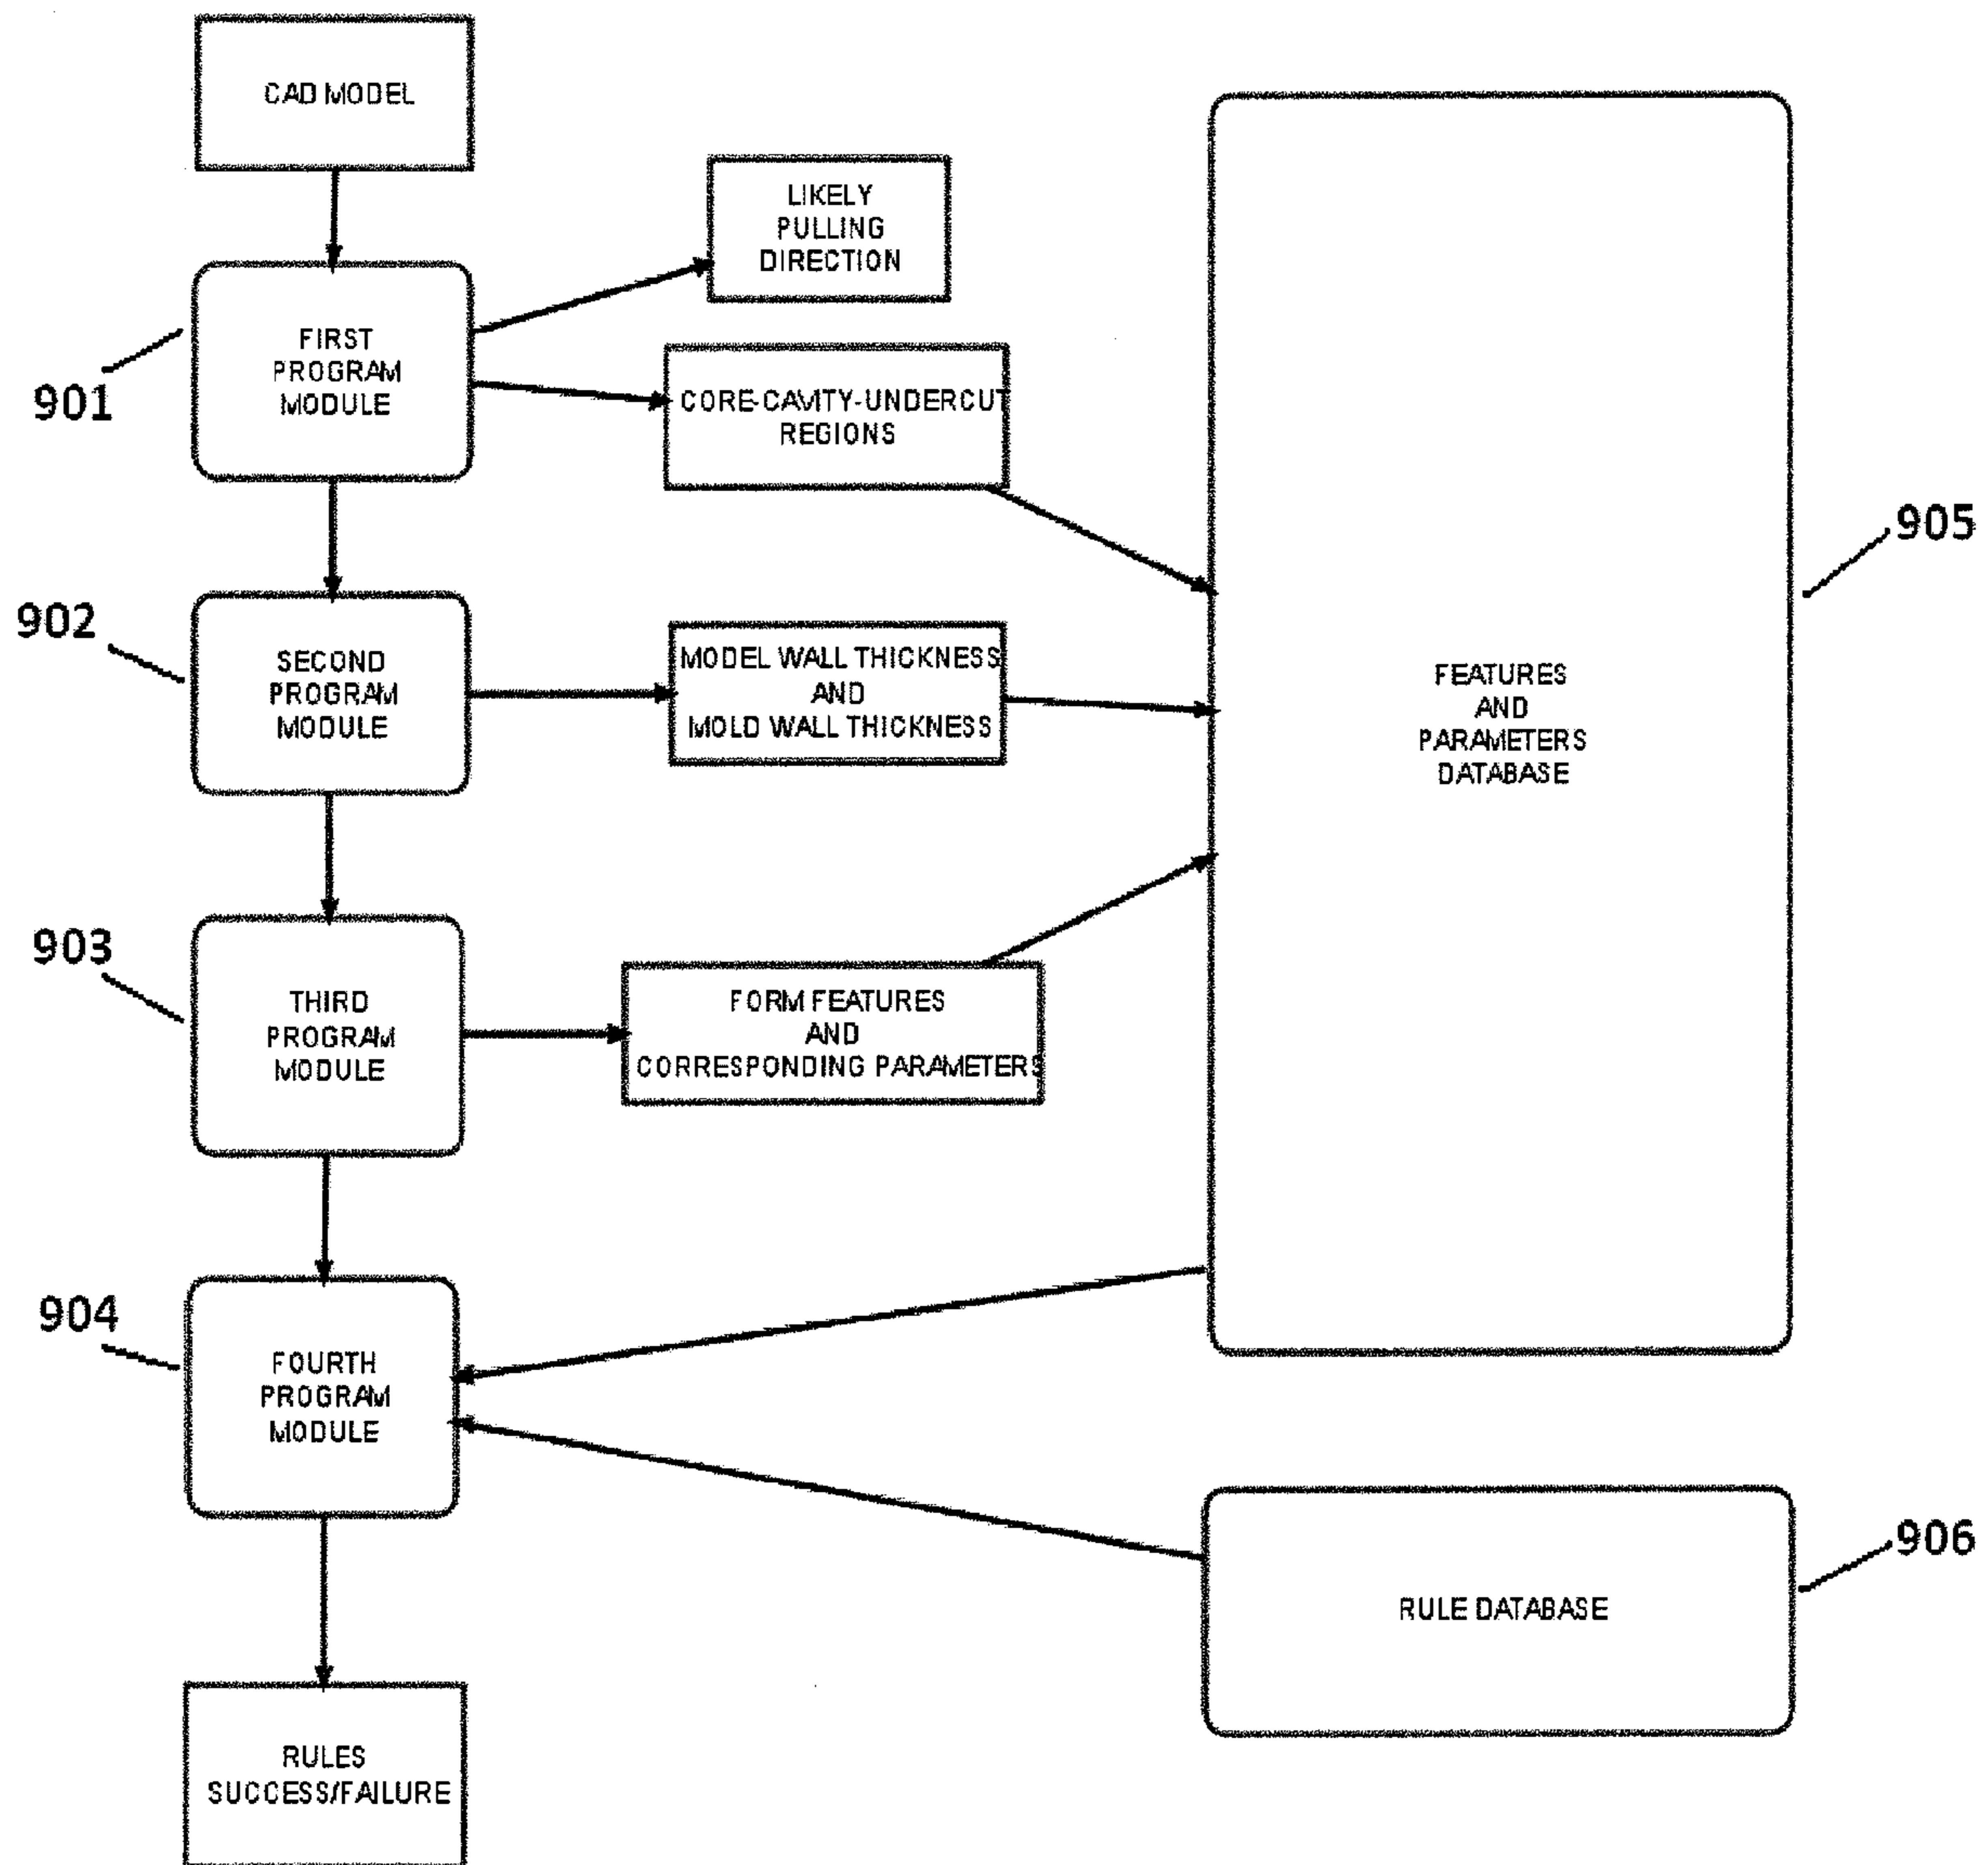 CAD MODEL
LIKELY
PULLING
DIRECTION
FIRST
PROGRAM
MODULE
901
CORE-CAVITY-UNDERCUT
REGIONS
905
902
SECOND
PROGRAM
MODULE
MODEL WALL THICKNESS
AND
MOLD WALL THICKNESS
FEATURES
AND
PARAMETERS
DATABASE
903
THIRD
PROGRAM
MODULE
FORM FEATURES
AND
CORRESPONDING PARAMETERS
904
FOURTH
PROGRAM
MODULE
906
RULE DATABASE
RULES
SUCCESS/FAILURE